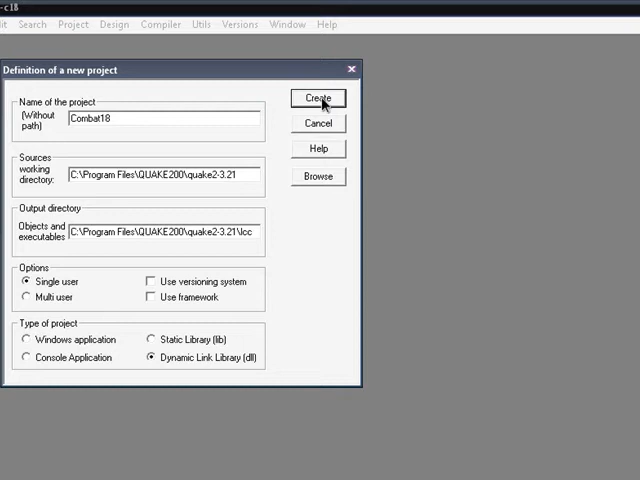 -c18
it Search Project Design Compiler Utils Versions Window Help
Definition of a new project
Name of the project
(Without path) Combat18
Create
Cancel
Help
Browse
Sources working directory: C:\Program Files\QUAKE200\quake2-3.21
Output directory
Objects and executables C:\Program Files\QUAKE200\quake2-3.21\lcc
Options
Single user Use versioning system
Multi user Use framework
Type of project
Windows application Static Library (lib)
Console Application Dynamic Link Library (dll)